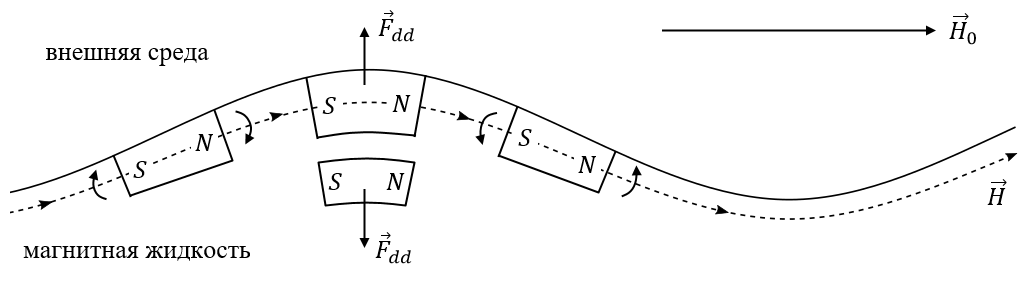 F⃗dd
H⃗0
внешняя среда
S N
S N
S N
S N
H⃗
магнитная жидкость
F⃗dd